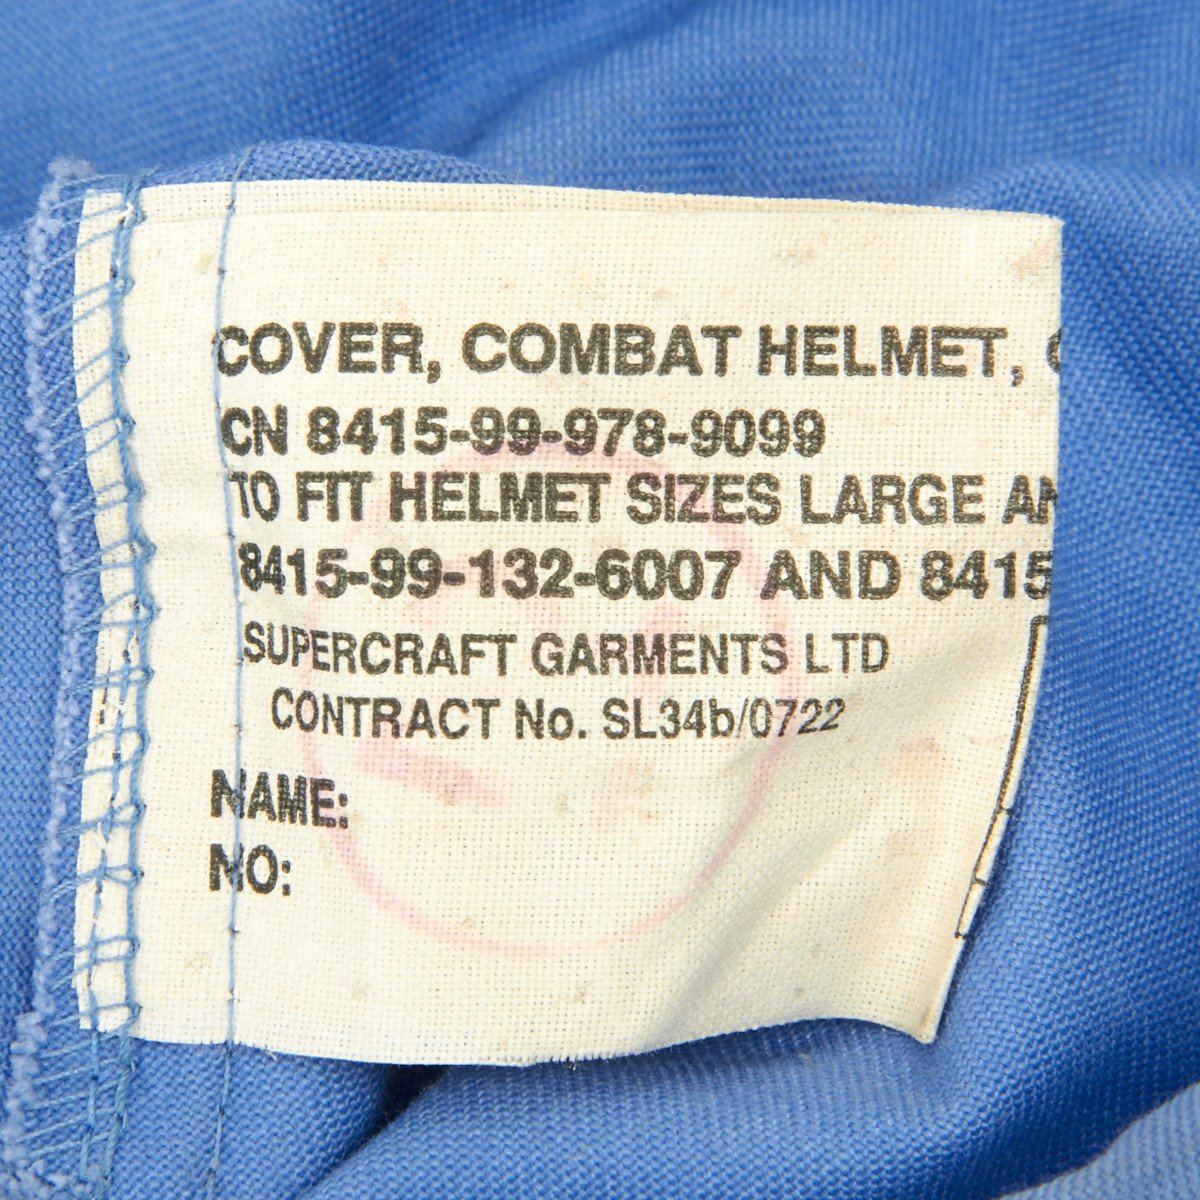 COVER, COMBAT HELMET,
CN 8415-99-978-9099
TO FIT HELMET SIZES LARGE
8415-99-132-6007 AND 8415
SUPERCRAFT GARMENTS LTD
CONTRACT No. SL34b/0722
NAME:
NO: